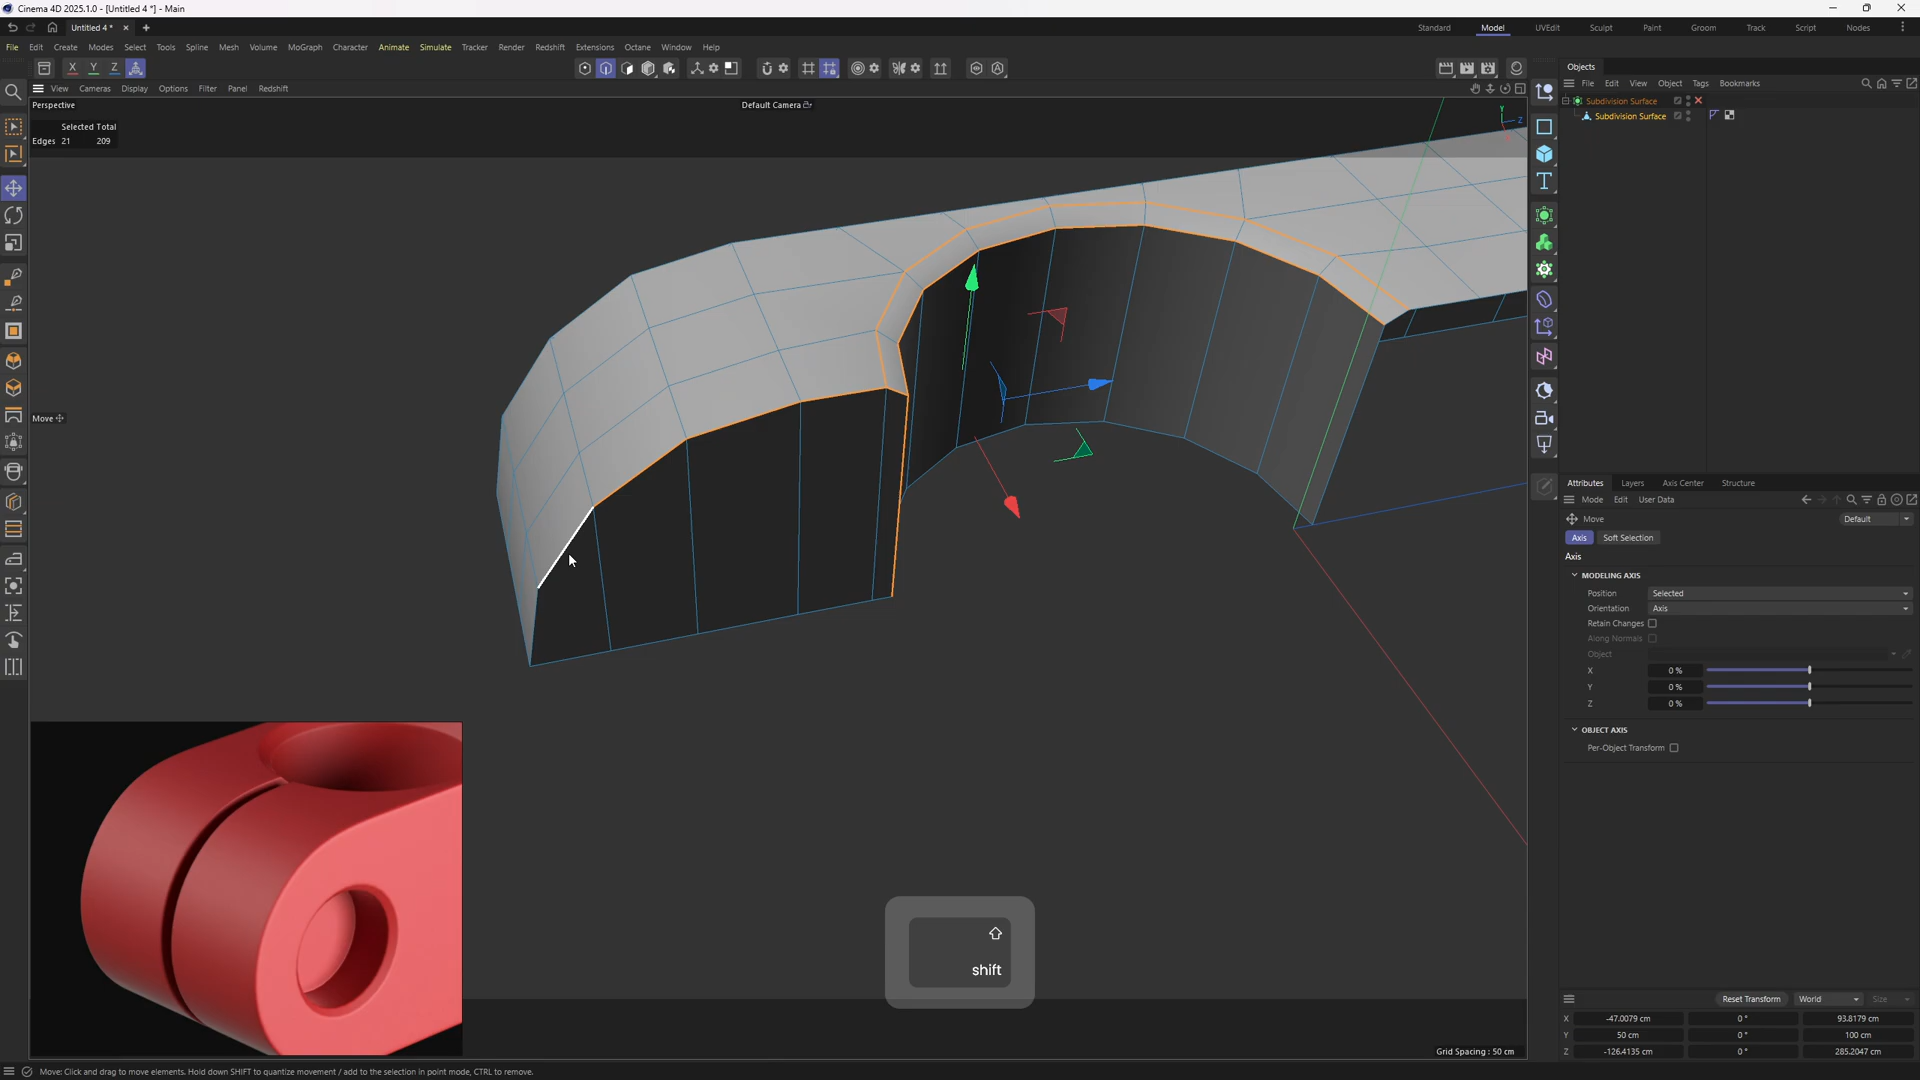 Cinema 4D 2025.1.0 - [Untitled 4 *] - Main
Untitled 4 *
Standard Model UVEdit Sculpt Paint Groom Track Script Nodes
File Edit Create Modes Select Tools Spline Mesh Volume MoGraph Character Animate Simulate Tracker Render Redshift Extensions Octane Window Help
X Y Z
View Cameras Display Options Filter Panel Redshift
Perspective
Default Camera
Selected Total
Edges 21 209
Y
Z
Move
shift
Grid Spacing : 50 cm
Objects
File Edit View Object Tags Bookmarks
Subdivision Surface
Subdivision Surface
Attributes Layers Axis Center Structure
Mode Edit User Data
Move
Default
Axis Soft Selection
Axis
MODELING AXIS
Position Selected
Orientation Axis
Retain Changes
Along Normals
Object
X 0 %
Y 0 %
Z 0 %
OBJECT AXIS
Per-Object Transform
Reset Transform World Size
X -47.0079 cm 0 ° 93.8179 cm
Y 50 cm 0 ° 100 cm
Z -126.4135 cm 0 ° 285.2047 cm
Move: Click and drag to move elements. Hold down SHIFT to quantize movement / add to the selection in point mode, CTRL to remove.